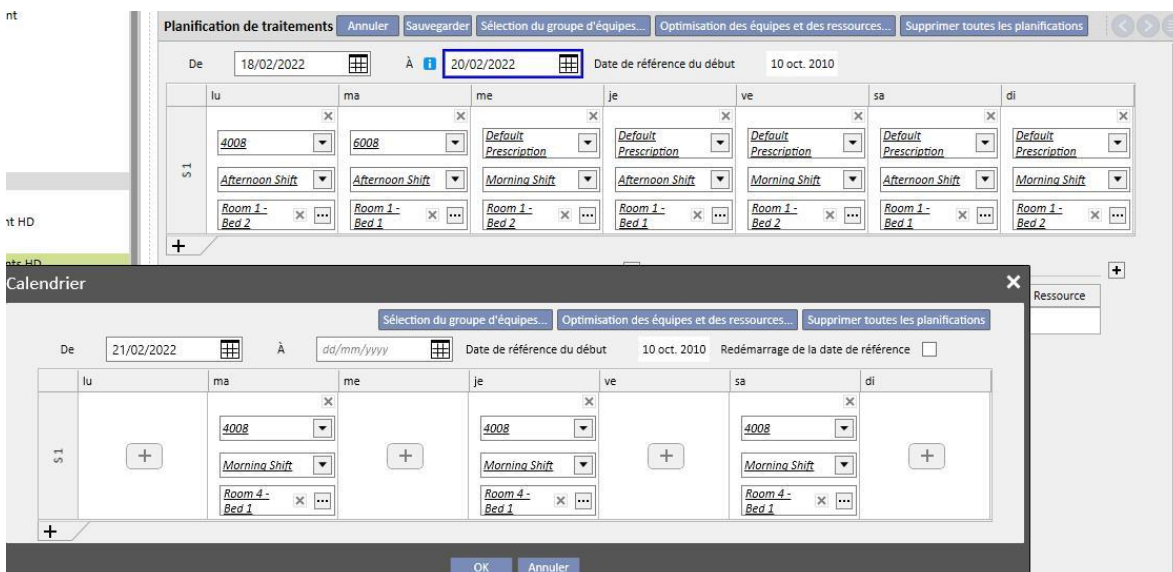 nt
Planification de traitements Annuler Sauvegarder Sélection du groupe d'équipes... Optimisation des équipes et des ressources... Supprimer toutes les planifications
De 18/02/2022 À i 20/02/2022 Date de référence du début 10 oct. 2010
lu ma me je ve sa di
4008 6008 Default Prescription Default Prescription Default Prescription Default Prescription Default Prescription
S 1
Afternoon Shift Afternoon Shift Morning Shift Afternoon Shift Morning Shift Afternoon Shift Morning Shift
Room 1 - Bed 2 Room 1 - Bed 1 Room 1 - Bed 2 Room 1 - Bed 1 Room 1 - Bed 2 Room 1 - Bed 1 Room 1 - Bed 2
nt HD
nts HD
Ressource
Calendrier
Sélection du groupe d'équipes... Optimisation des équipes et des ressources... Supprimer toutes les planifications
De 21/02/2022 À dd/mm/yyyy Date de référence du début 10 oct. 2010 Redémarrage de la date de référence
lu ma me je ve sa di
4008 4008 4008
S 1
Morning Shift Morning Shift Morning Shift
Room 4 - Bed 1 Room 4 - Bed 1 Room 4 - Bed 1
OK Annuler